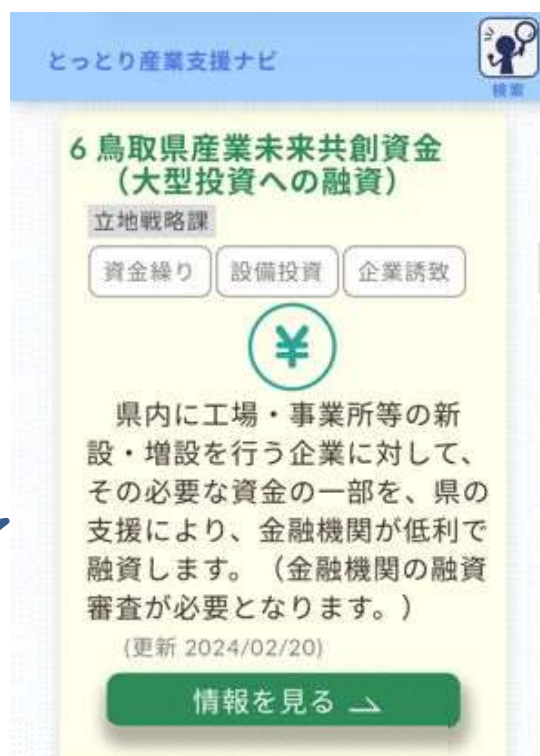 とっとり産業支援ナビ
検索
6 鳥取県産業未来共創資金
（大型投資への融資）
立地戦略課
資金繰り 設備投資 企業誘致
¥
県内に工場・事業所等の新
設・増設を行う企業に対して、
その必要な資金の一部を、県の
支援により、金融機関が低利で
融資します。（金融機関の融資
審査が必要となります。）
(更新 2024/02/20)
情報を見る